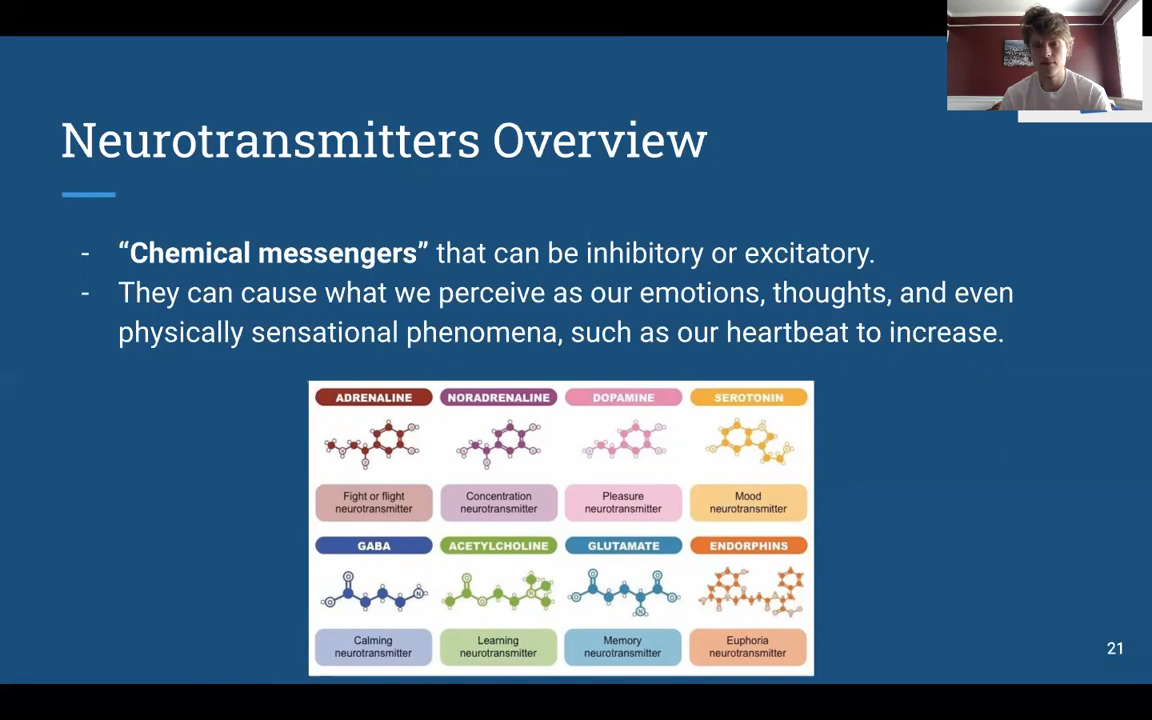 Neurotransmitters Overview
- “Chemical messengers” that can be inhibitory or excitatory.
- They can cause what we perceive as our emotions, thoughts, and even
physically sensational phenomena, such as our heartbeat to increase.
ADRENALINE NORADRENALINE DOPAMINE SEROTONIN
Fight or flight Concentration Pleasure Mood
neurotransmitter neurotransmitter neurotransmitter neurotransmitter
GABA ACETYLCHOLINE GLUTAMATE ENDORPHINS
Calming Learning Memory Euphoria
neurotransmitter neurotransmitter neurotransmitter neurotransmitter
21